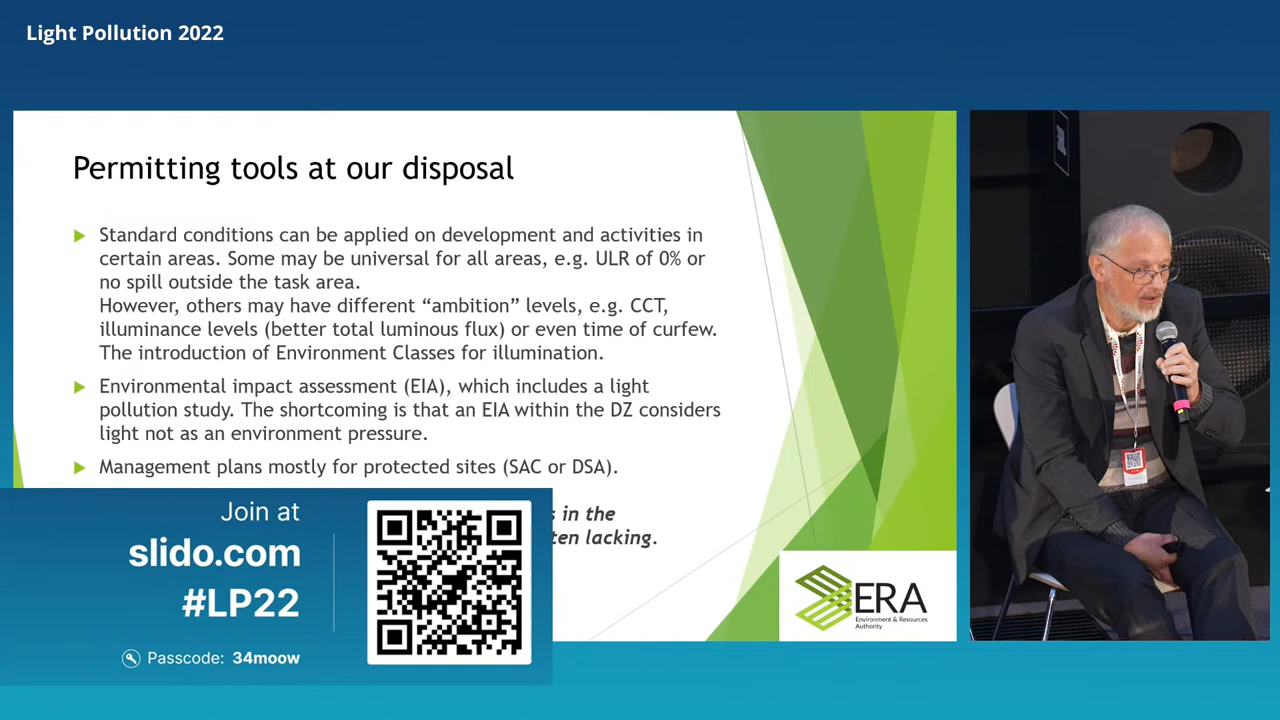 Light Pollution 2022
Permitting tools at our disposal
Standard conditions can be applied on development and activities in
certain areas. Some may be universal for all areas, e.g. ULR of 0% or
no spill outside the task area.
However, others may have different “ambition” levels, e.g. CCT,
illuminance levels (better total luminous flux) or even time of curfew.
The introduction of Environment Classes for illumination.
Environmental impact assessment (EIA), which includes a light
pollution study. The shortcoming is that an EIA within the DZ considers
light not as an environment pressure.
Management plans mostly for protected sites (SAC or DSA).
in the
lacking.
Join at
slido.com
#LP22
Passcode: 34moow
ERA
Environment & Resources
Authority